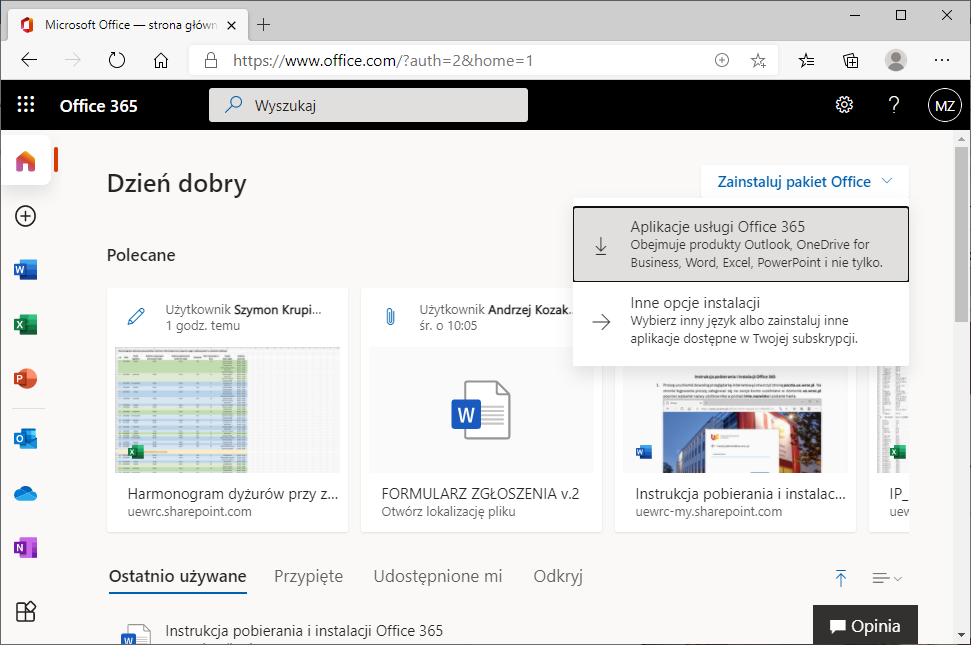 Microsoft Office — strona główn
https://www.office.com/?auth=2&home=1
Office 365
Wyszukaj
?
MZ
Dzień dobry
Zainstaluj pakiet Office
Aplikacje usługi Office 365
Obejmuje produkty Outlook, OneDrive for
Business, Word, Excel, PowerPoint i nie tylko.
Inne opcje instalacji
Wybierz inny język albo zainstaluj inne
aplikacje dostępne w Twojej subskrypcji.
Polecane
Użytkownik Szymon Krupi...
1 godz. temu
Użytkownik Andrzej Kozak...
śr. o 10:05
Instrukcja pobierania i instalacji Office 365
Harmonogram dyżurów przy z...
uewrc.sharepoint.com
FORMULARZ ZGŁOSZENIA v.2
Otwórz lokalizację pliku
Instrukcja pobierania i instalac...
uewrc-my.sharepoint.com
IP_
uew
Ostatnio używane
Przypięte
Udostępnione mi
Odkryj
Instrukcja pobierania i instalacji Office 365
Opinia